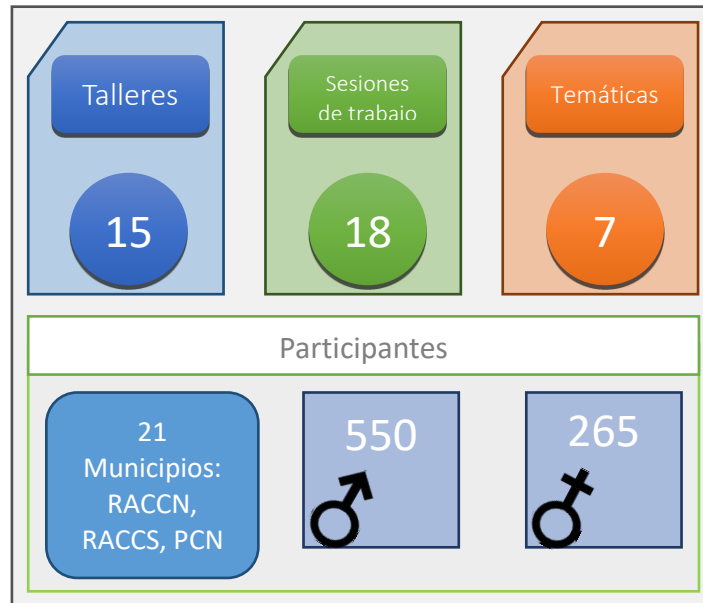 Talleres
Sesiones
de trabajo
Temáticas
15
18
7
Participantes
21
Municipios:
RACCN,
RACCS, PCN
550
265